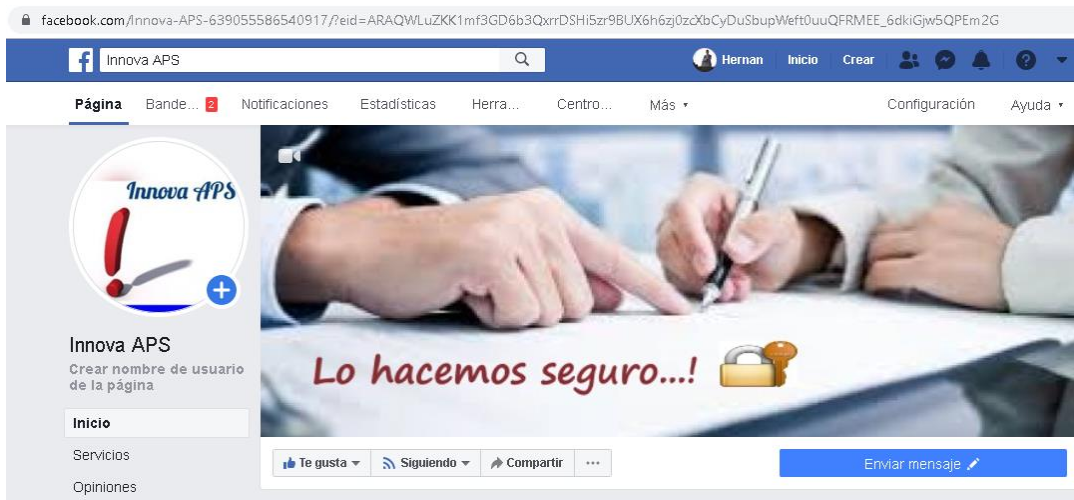 facebook.com/Innova-APS-639055586540917/?eid=ARAQWLuZKK1mf3GD6b3QxrrDSHi5zr9BUX6h6zj0zcXbCyDuSbupWeft0uuQFRMEE_6dkiGjw5QPEm2G
Innova APS
Hernan Inicio Crear
Página Bande... 2 Notificaciones Estadísticas Herra... Centro... Más Configuración Ayuda
Innova APS
Lo hacemos seguro...!
Innova APS
Crear nombre de usuario
de la página
Inicio
Servicios
Opiniones
Te gusta Siguiendo Compartir ... Enviar mensaje